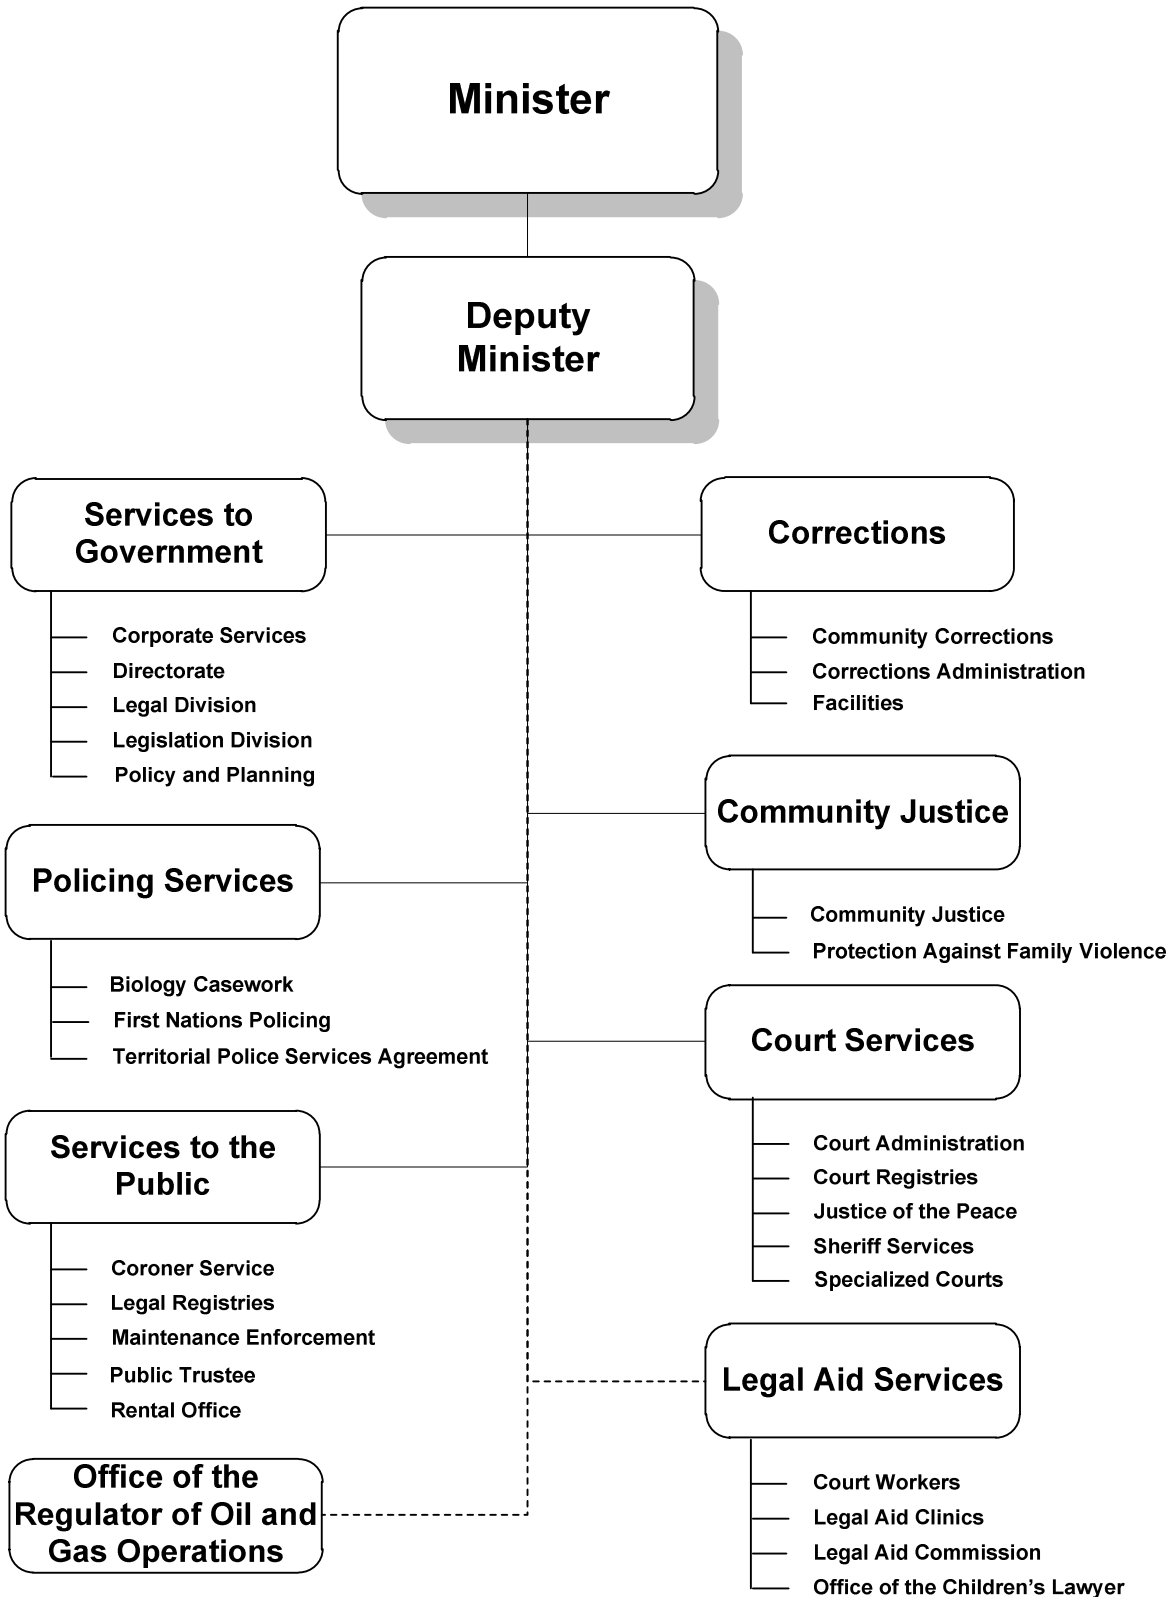 Minister
Deputy
Minister
Services to
Government
Corporate Services
Directorate
Legal Division
Legislation Division
Policy and Planning
Policing Services
Biology Casework
First Nations Policing
Territorial Police Services Agreement
Services to the
Public
Coroner Service
Legal Registries
Maintenance Enforcement
Public Trustee
Rental Office
Office of the
Regulator of Oil and
Gas Operations
Corrections
Community Corrections
Corrections Administration
Facilities
Community Justice
Community Justice
Protection Against Family Violence
Court Services
Court Administration
Court Registries
Justice of the Peace
Sheriff Services
Specialized Courts
Legal Aid Services
Court Workers
Legal Aid Clinics
Legal Aid Commission
Office of the Children’s Lawyer